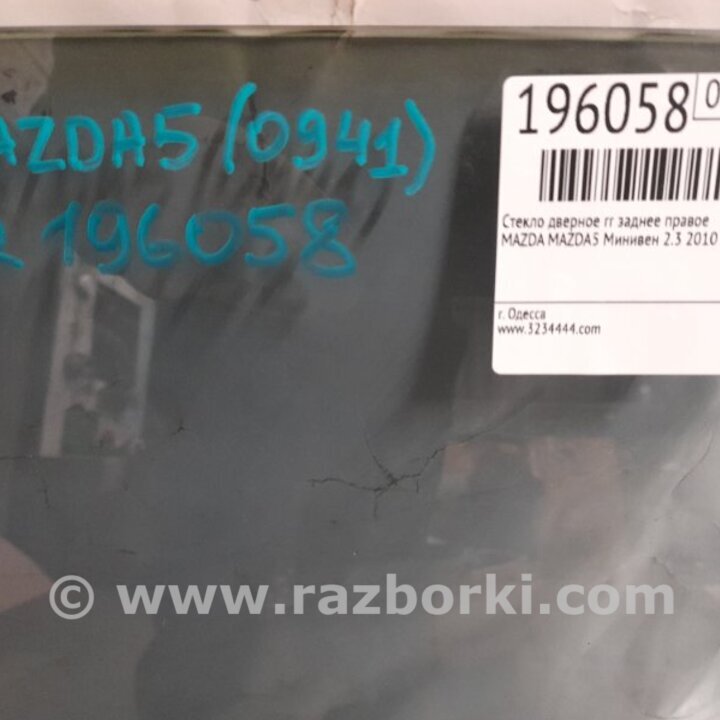 AZDA5 (0941)
196058
196058
Стекло дверное гг заднее правое
MAZDA MAZDA5 Минивен 2.3 2010
г. Одесса
www.3234444.com
© www.razborki.com